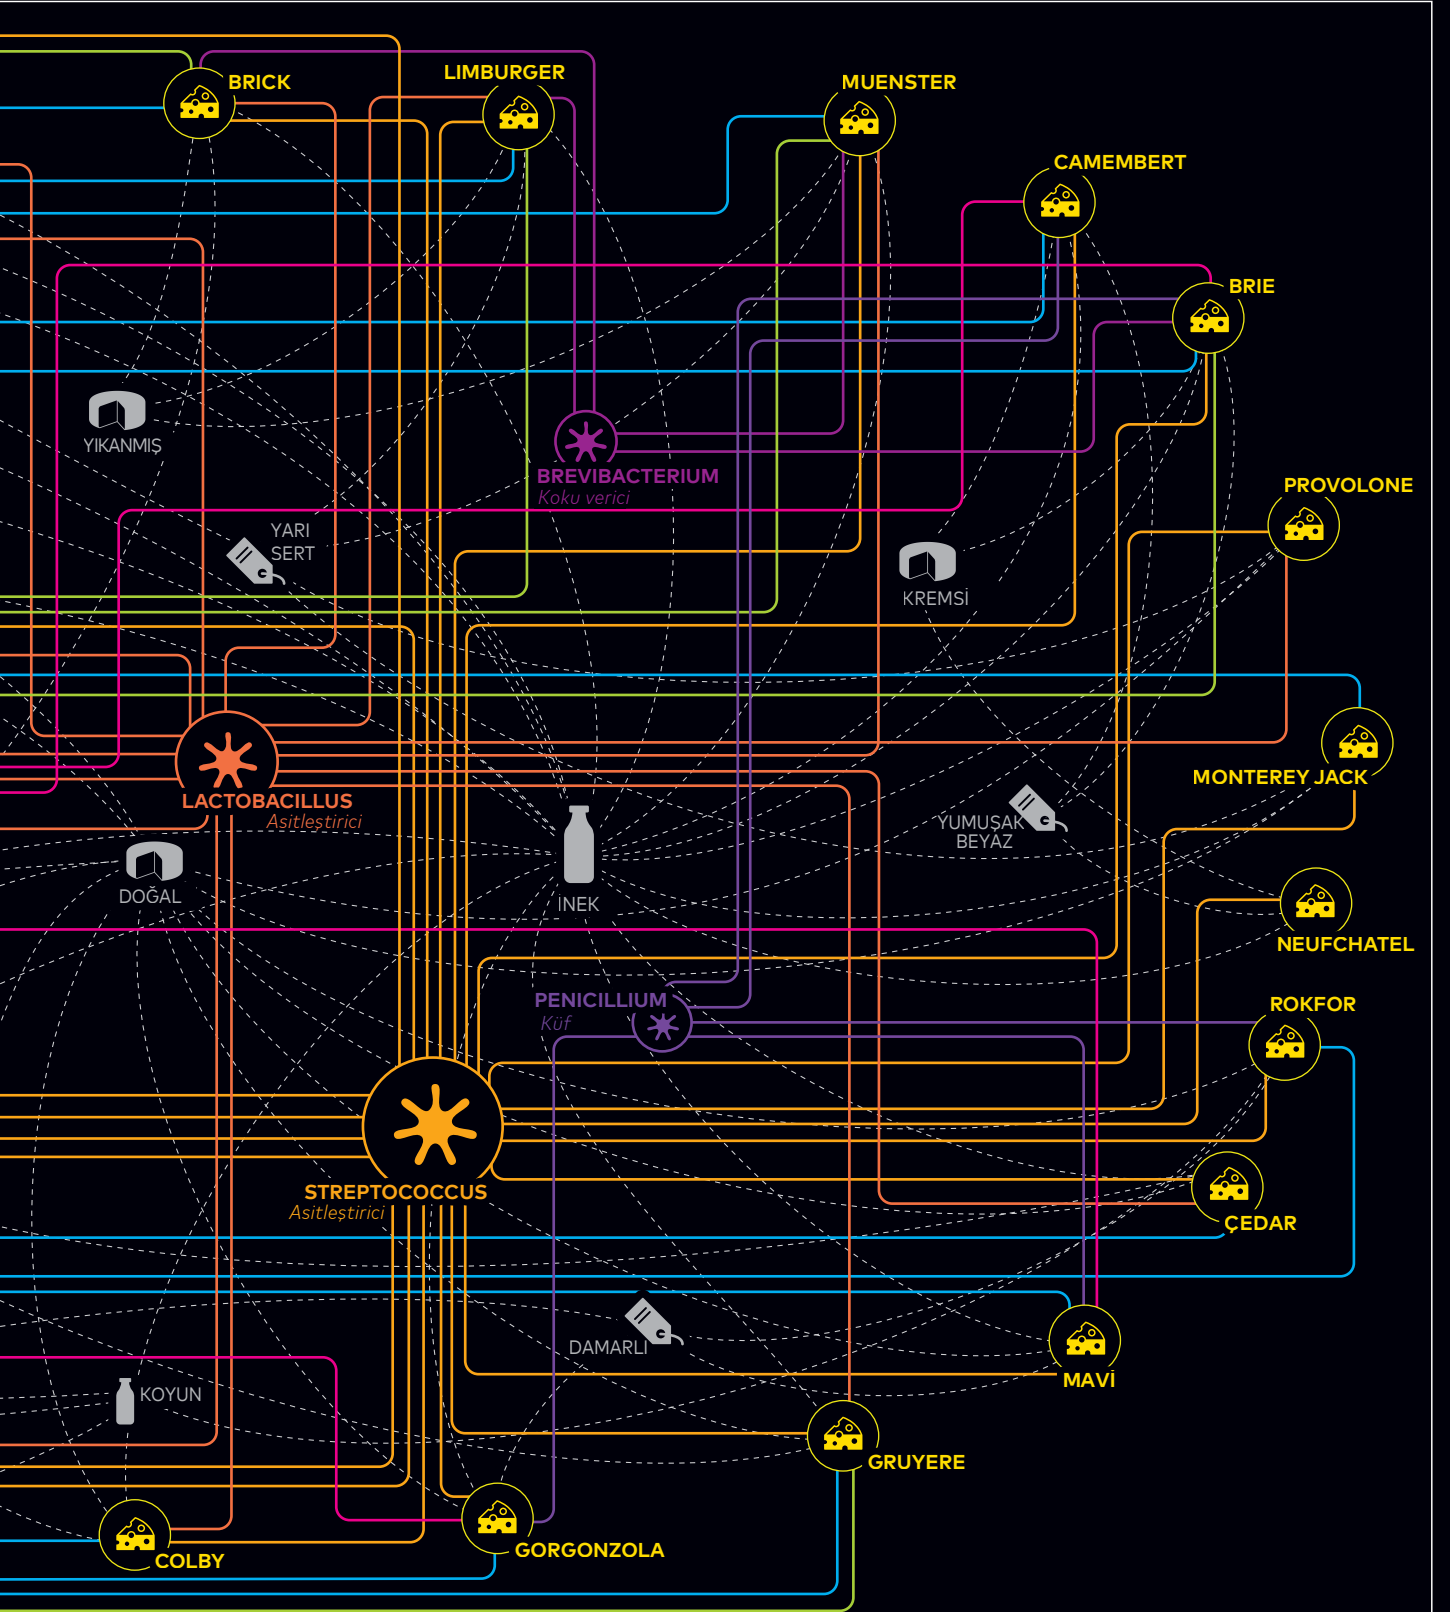 LIMBURGER
BRICK
MUENSTER
CAMEMBERT
BRIE
YIKANMIŞ
BREVIBACTERIUM
Koku verici
PROVOLONE
YARI
SERT
KREMSİ
MONTEREY JACK
LACTOBACILLUS
Asitleştirici
YUMUŞAK
BEYAZ
DOĞAL
İNEK
NEUFCHATEL
PENICILLIUM
Küf
ROKFOR
STREPTOCOCCUS
Asitleştirici
ÇEDAR
DAMARLI
MAVİ
KOYUN
GRUYERE
GORGONZOLA
COLBY